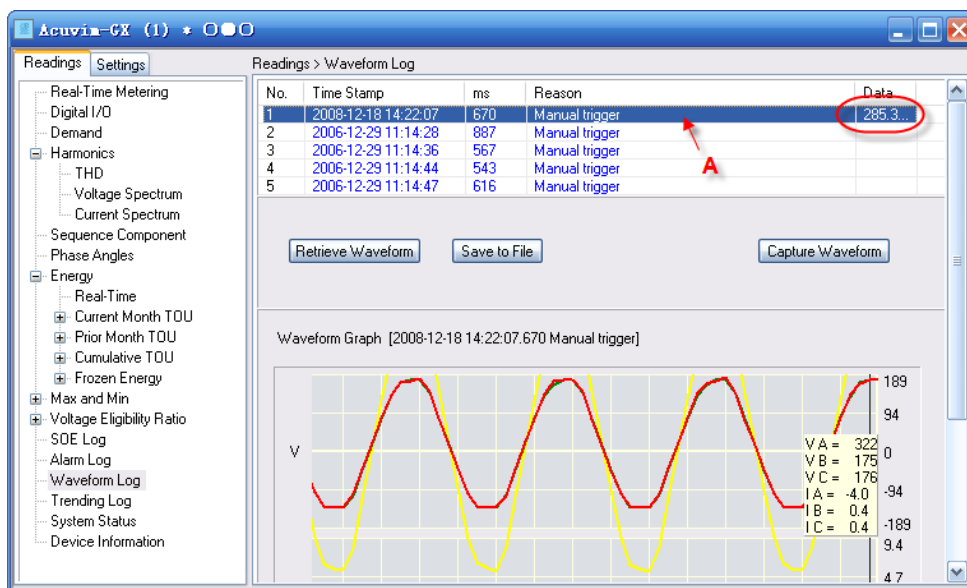 Acuvim-GX (1) * O●O
Readings Settings
Readings > Waveform Log
Real-Time Metering
Digital I/O
Demand
Harmonics
THD
Voltage Spectrum
Current Spectrum
Sequence Component
Phase Angles
Energy
Real-Time
Current Month TOU
Prior Month TOU
Cumulative TOU
Frozen Energy
Max and Min
Voltage Eligibility Ratio
SOE Log
Alarm Log
Waveform Log
Trending Log
System Status
Device Information
No. Time Stamp ms Reason Data
1 2008-12-18 14:22:07 670 Manual trigger 285.3...
2 2006-12-29 11:14:28 887 Manual trigger
3 2006-12-29 11:14:36 567 Manual trigger
4 2006-12-29 11:14:44 543 Manual trigger
5 2006-12-29 11:14:47 616 Manual trigger
A
Retrieve Waveform Save to File Capture Waveform
Waveform Graph [2008-12-18 14:22:07.670 Manual trigger]
V
189
94
0
-94
-189
9.4
4.7
V A = 322
V B = 175
V C = 176
I A = -4.0
I B = 0.4
I C = 0.4